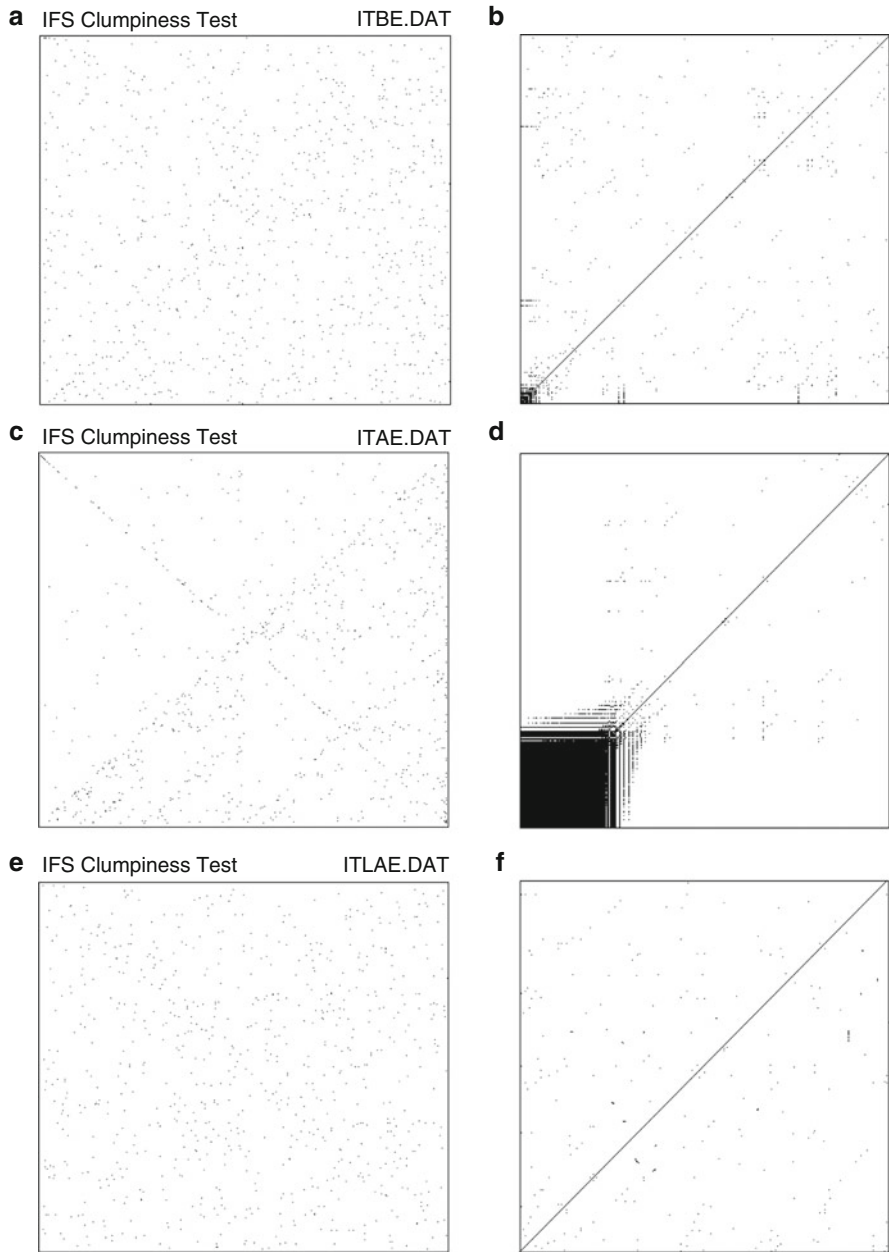 a IFS Clumpiness Test ITBE.DAT b
c IFS Clumpiness Test ITAE.DAT d
e IFS Clumpiness Test ITLAE.DAT f